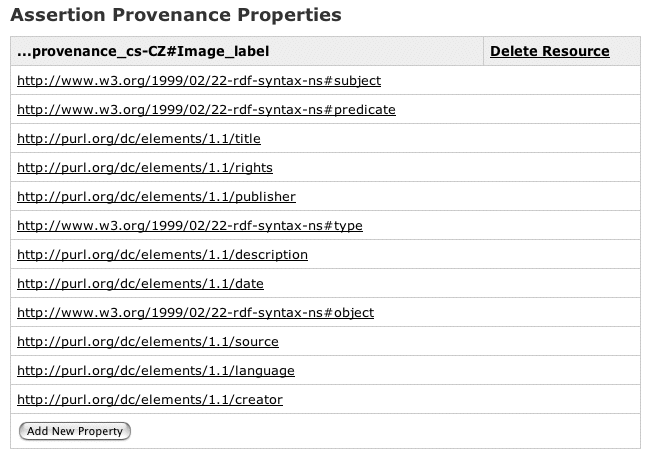 Assertion Provenance Properties
...provenance_cs-CZ#Image_label Delete Resource
http://www.w3.org/1999/02/22-rdf-syntax-ns#subject
http://www.w3.org/1999/02/22-rdf-syntax-ns#predicate
http://purl.org/dc/elements/1.1/title
http://purl.org/dc/elements/1.1/rights
http://purl.org/dc/elements/1.1/publisher
http://www.w3.org/1999/02/22-rdf-syntax-ns#type
http://purl.org/dc/elements/1.1/description
http://purl.org/dc/elements/1.1/date
http://www.w3.org/1999/02/22-rdf-syntax-ns#object
http://purl.org/dc/elements/1.1/source
http://purl.org/dc/elements/1.1/language
http://purl.org/dc/elements/1.1/creator
Add New Property